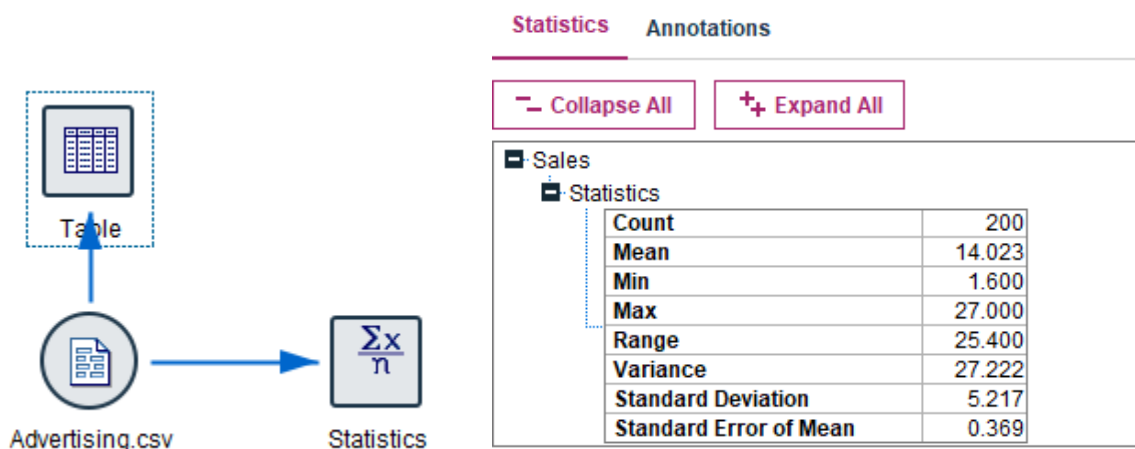 Statistics Annotations
Collapse All Expand All
Sales
Statistics
Count 200
Mean 14.023
Min 1.600
Max 27.000
Range 25.400
Variance 27.222
Standard Deviation 5.217
Standard Error of Mean 0.369
Table
Σx
n
Advertising.csv Statistics